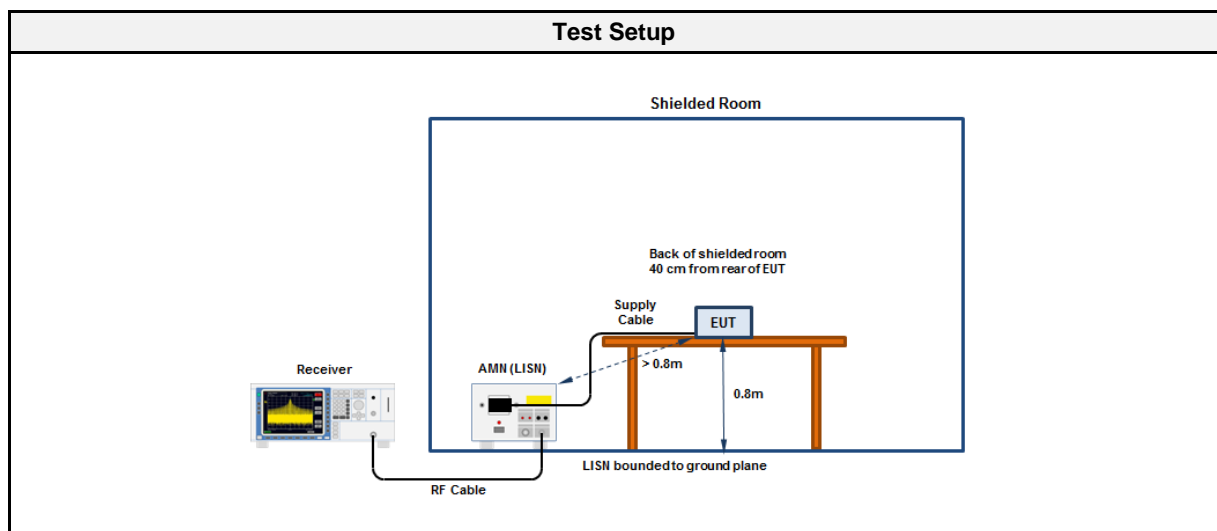 Test Setup
Shielded Room
Back of shielded room
40 cm from rear of EUT
Supply
Cable
EUT
> 0.8m
Receiver
AMN (LISN)
0.8m
LISN bounded to ground plane
RF Cable